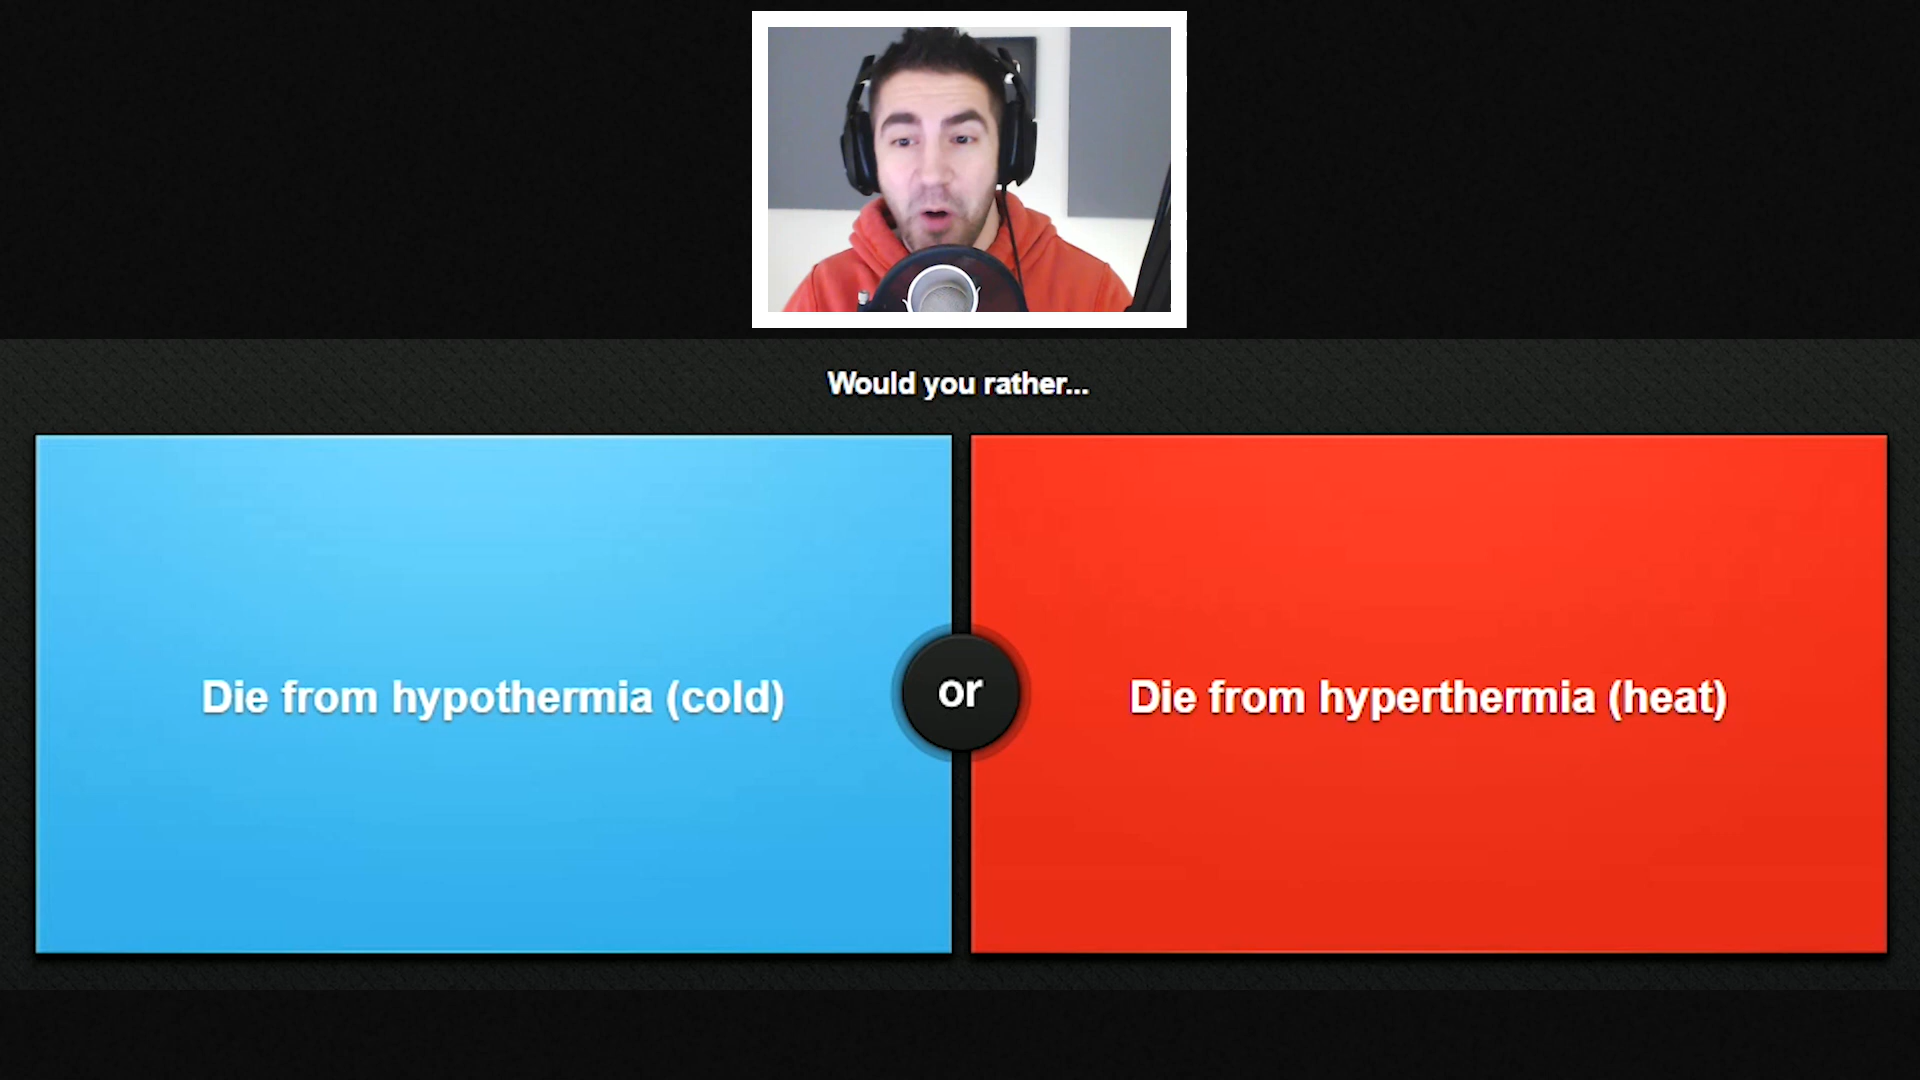 Would you rather...
Die from hypothermia (cold)
or
Die from hyperthermia (heat)